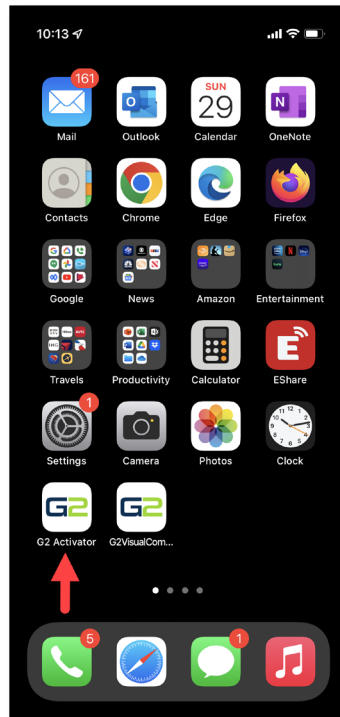 10:13
161
SUN
29
N
Mail
Outlook
Calendar
OneNote
Contacts
Chrome
Edge
Firefox
Google
News
Amazon
Entertainment
E
Travels
Productivity
Calculator
EShare
1
Settings
Camera
Photos
Clock
G2
G2
G2 Activator
G2VisualCom...
5
1